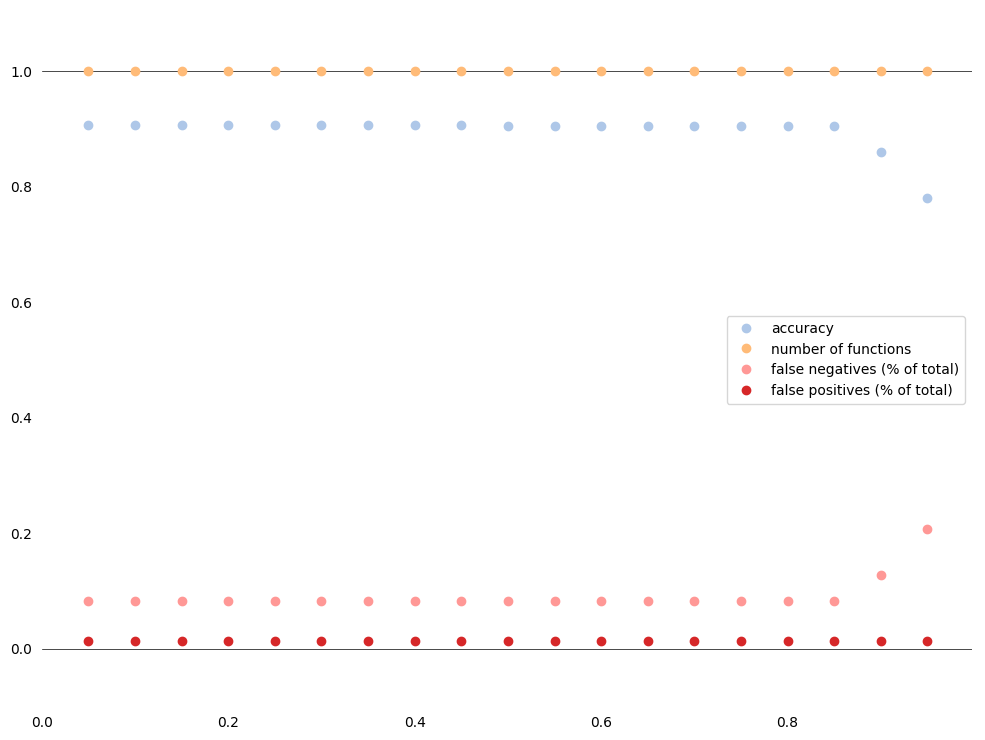 1.0
0.8
0.6
accuracy
number of functions
false negatives (% of total)
false positives (% of total)
0.4
0.2
0.0
0.0 0.2 0.4 0.6 0.8